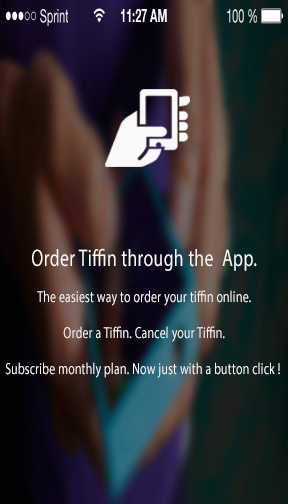 Sprint 11:27 AM 100 %
Order Tiffin through the App.
The easiest way to order your tiffin online.
Order a Tiffin. Cancel your Tiffin.
Subscribe monthly plan. Now just with a button click !